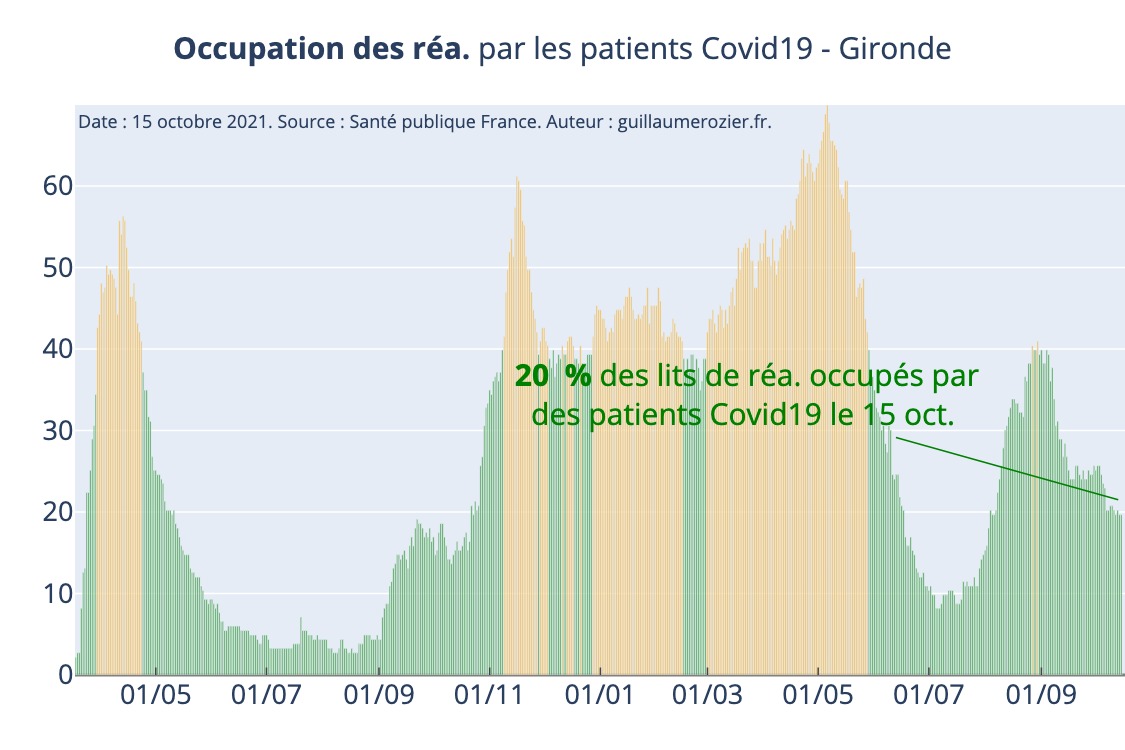 Occupation des réa. par les patients Covid19 - Gironde
Date : 15 octobre 2021. Source : Santé publique France. Auteur : guillaumerozier.fr.
60
50
40
20 % des lits de réa. occupés par
des patients Covid19 le 15 oct.
30
20
10
0
01/05 01/07 01/09 01/11 01/01 01/03 01/05 01/07 01/09